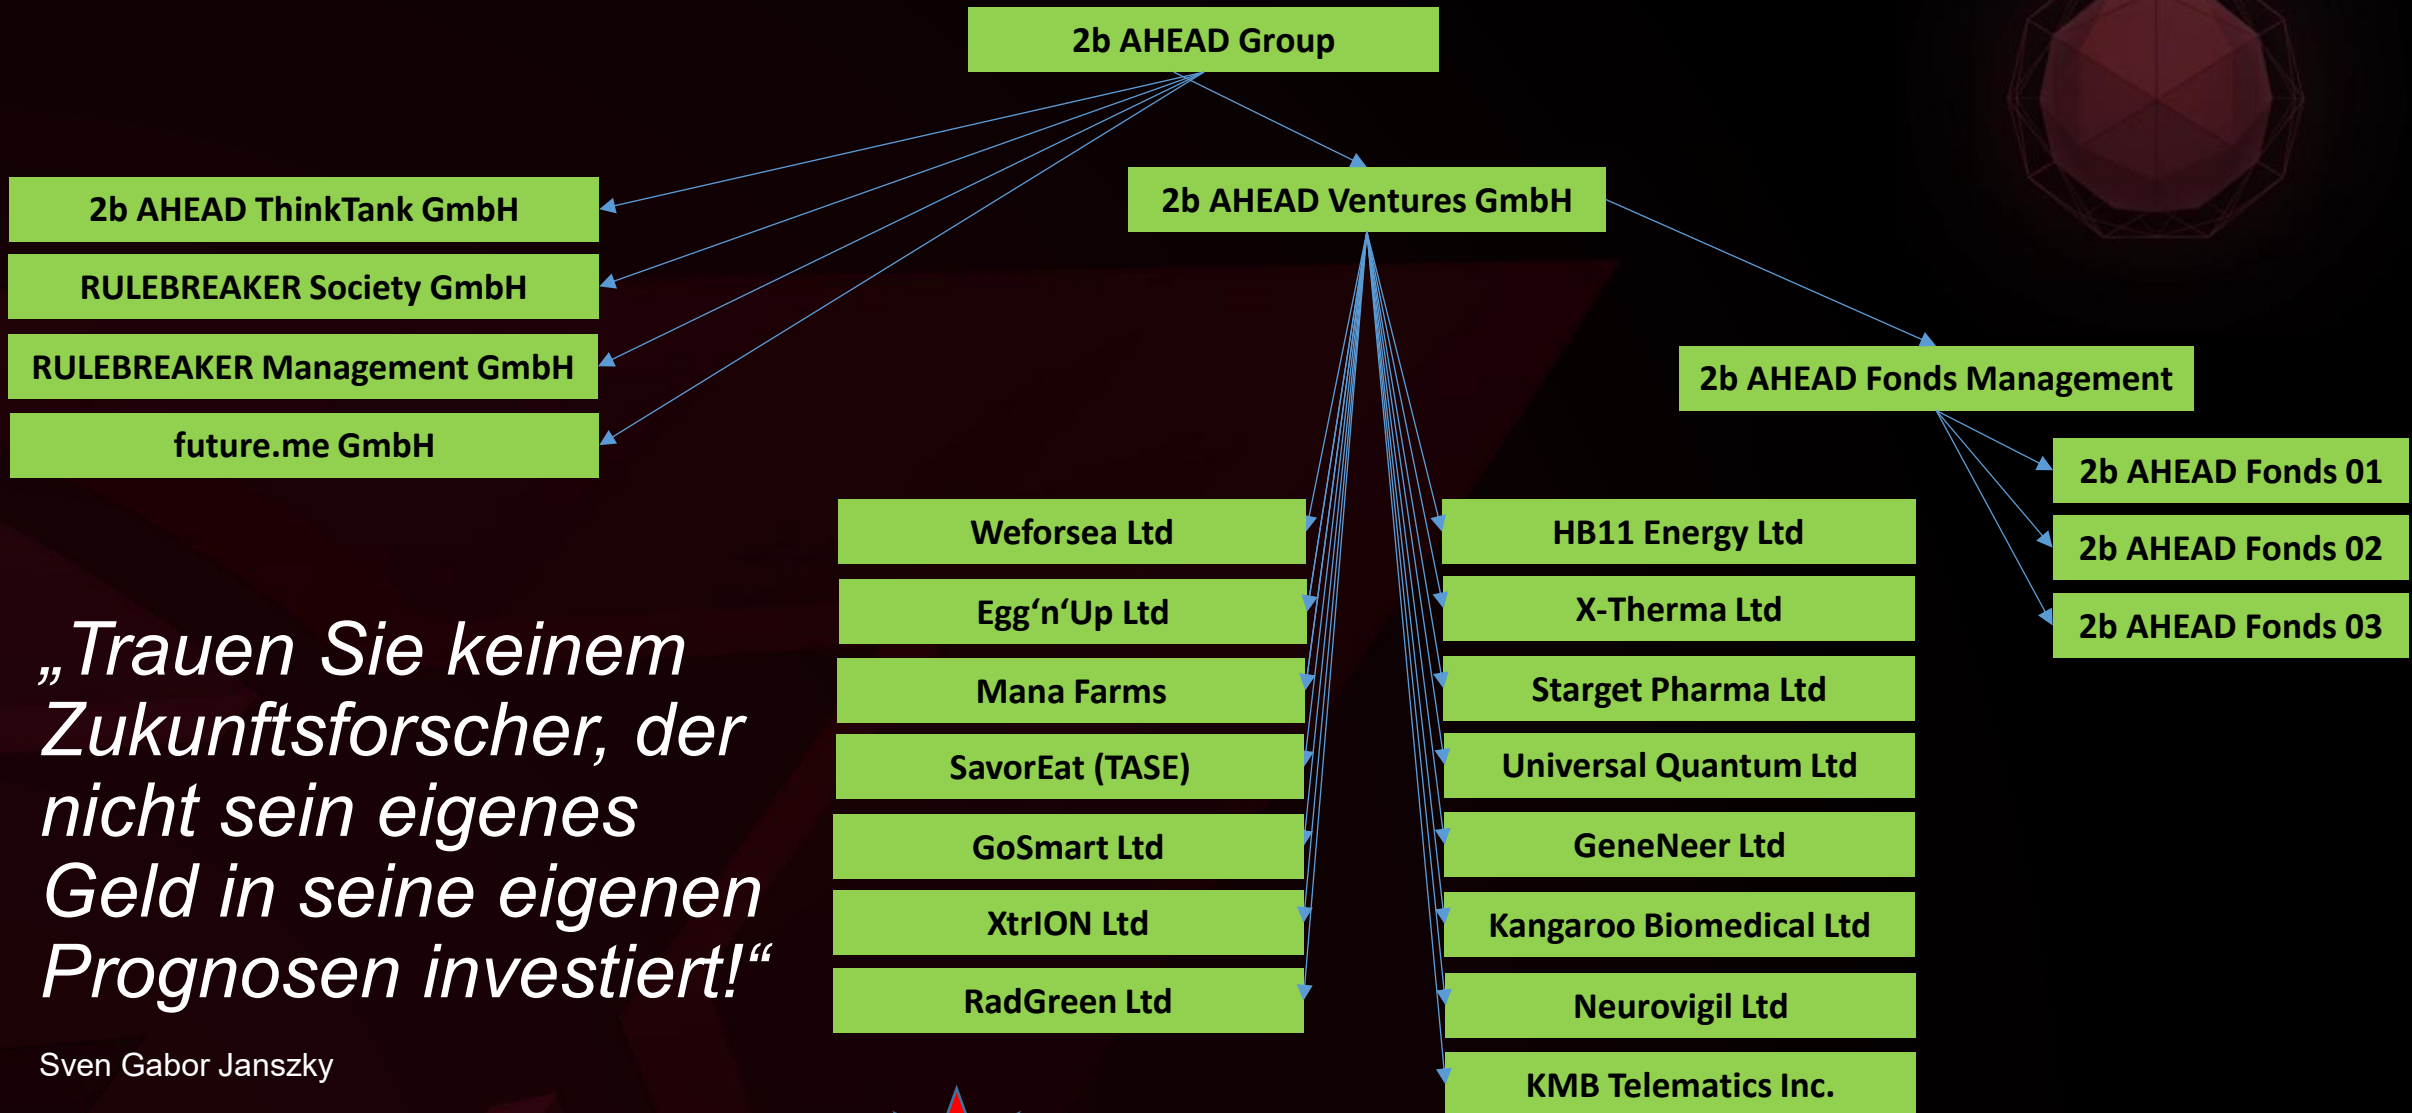 2b AHEAD Group
2b AHEAD ThinkTank GmbH
RULEBREAKER Society GmbH
RULEBREAKER Management GmbH
future.me GmbH
2b AHEAD Ventures GmbH
2b AHEAD Fonds Management
2b AHEAD Fonds 01
2b AHEAD Fonds 02
2b AHEAD Fonds 03
Weforsea Ltd
Egg‘n‘Up Ltd
Mana Farms
SavorEat (TASE)
GoSmart Ltd
XtrION Ltd
RadGreen Ltd
HB11 Energy Ltd
X-Therma Ltd
Starget Pharma Ltd
Universal Quantum Ltd
GeneNeer Ltd
Kangaroo Biomedical Ltd
Neurovigil Ltd
KMB Telematics Inc.
„Trauen Sie keinem
Zukunftsforscher, der
nicht sein eigenes
Geld in seine eigenen
Prognosen investiert!“
Sven Gabor Janszky